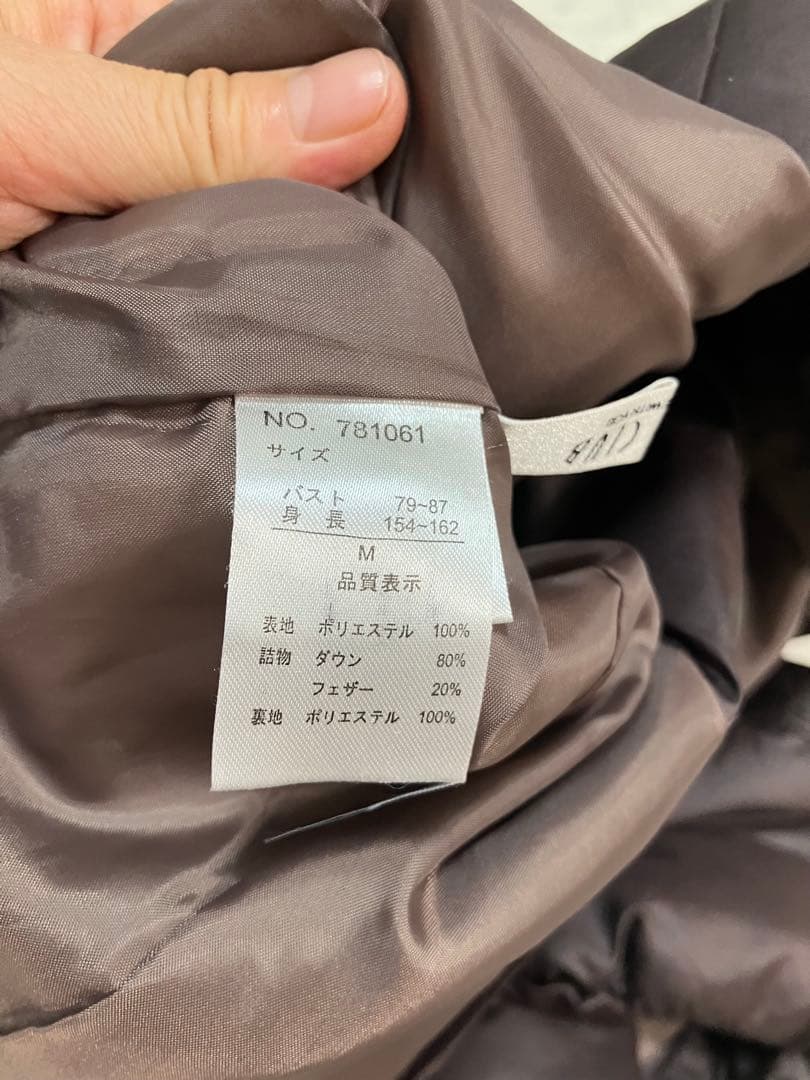 NO. 781061
サイズ
バスト 79~87
身 長 154~162
M
品質表示
表地 ポリエステル 100%
詰物 ダウン 80%
フェザー 20%
裏地 ポリエステル 100%